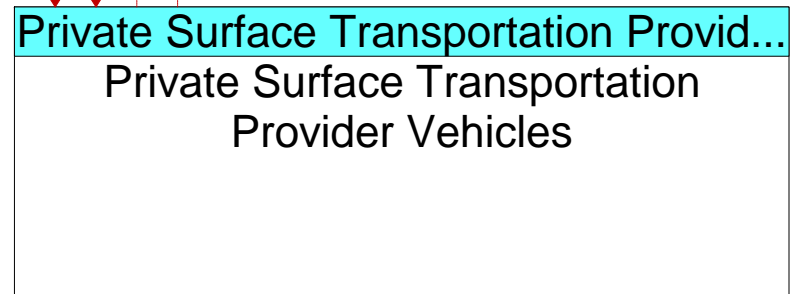 Private Surface Transportation Provid...
Private Surface Transportation
Provider Vehicles